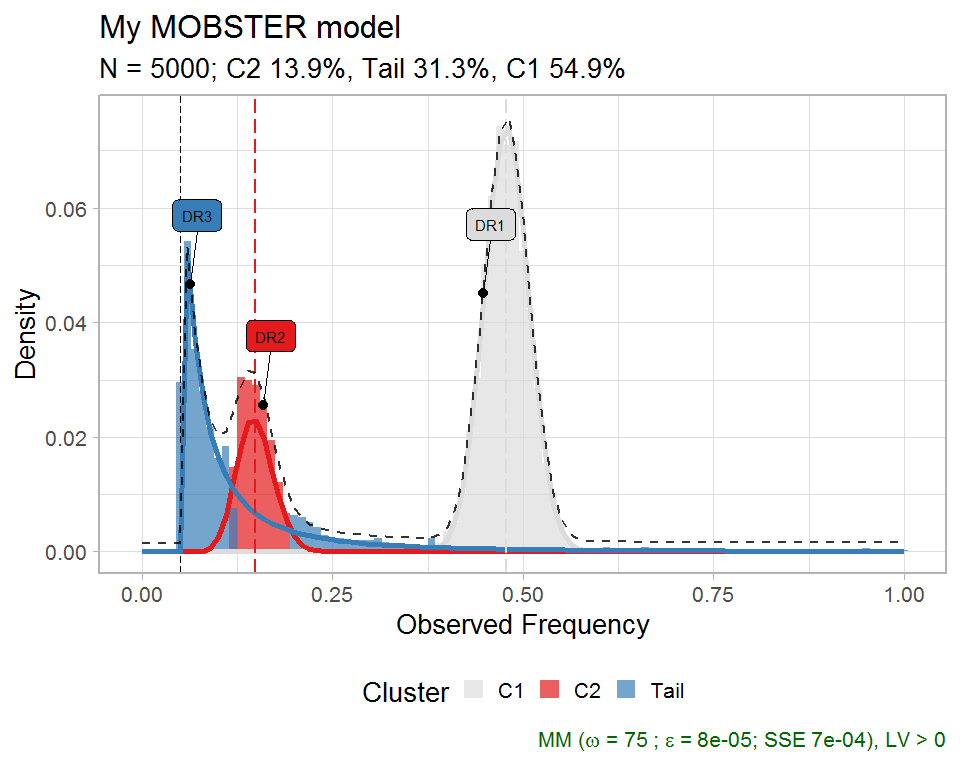 My MOBSTER model
N = 5000; C2 13.9%, Tail 31.3%, C1 54.9%
DR3
DR1
DR2
Density
0.06
0.04
0.02
0.00
0.00 0.25 0.50 0.75 1.00
Observed Frequency
Cluster C1 C2 Tail
MM (ω = 75 ; ε = 8e-05; SSE 7e-04), LV > 0